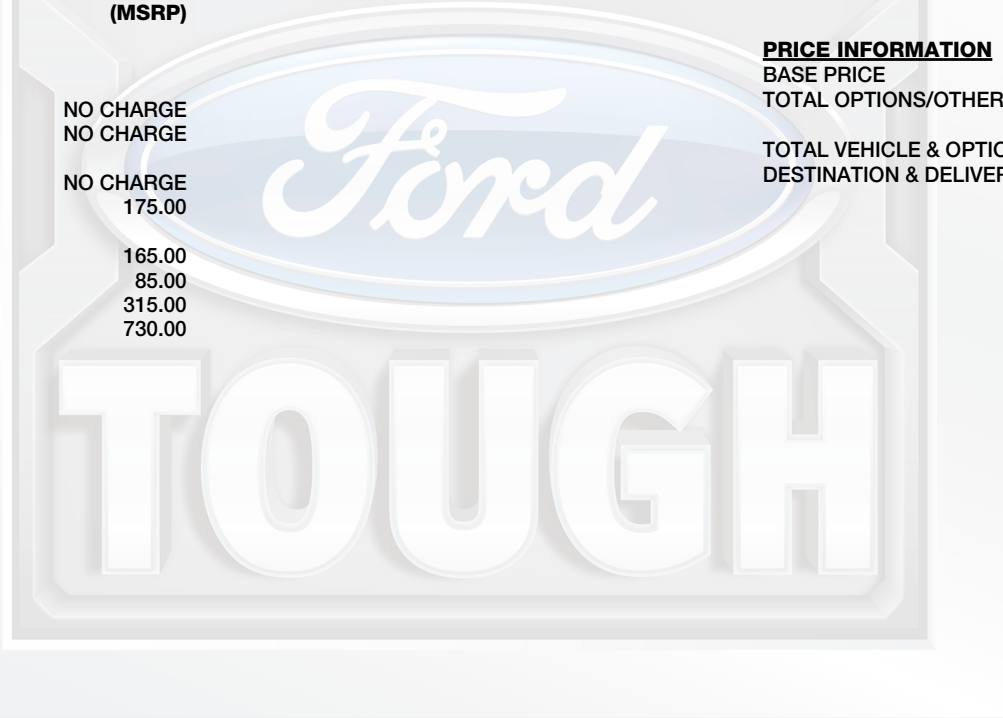 (MSRP)
NO CHARGE
NO CHARGE
NO CHARGE
175.00
165.00
85.00
315.00
730.00
PRICE INFORMATION
BASE PRICE
TOTAL OPTIONS/OTHER
TOTAL VEHICLE & OPTIO
DESTINATION & DELIVER
Ford
TOUGH